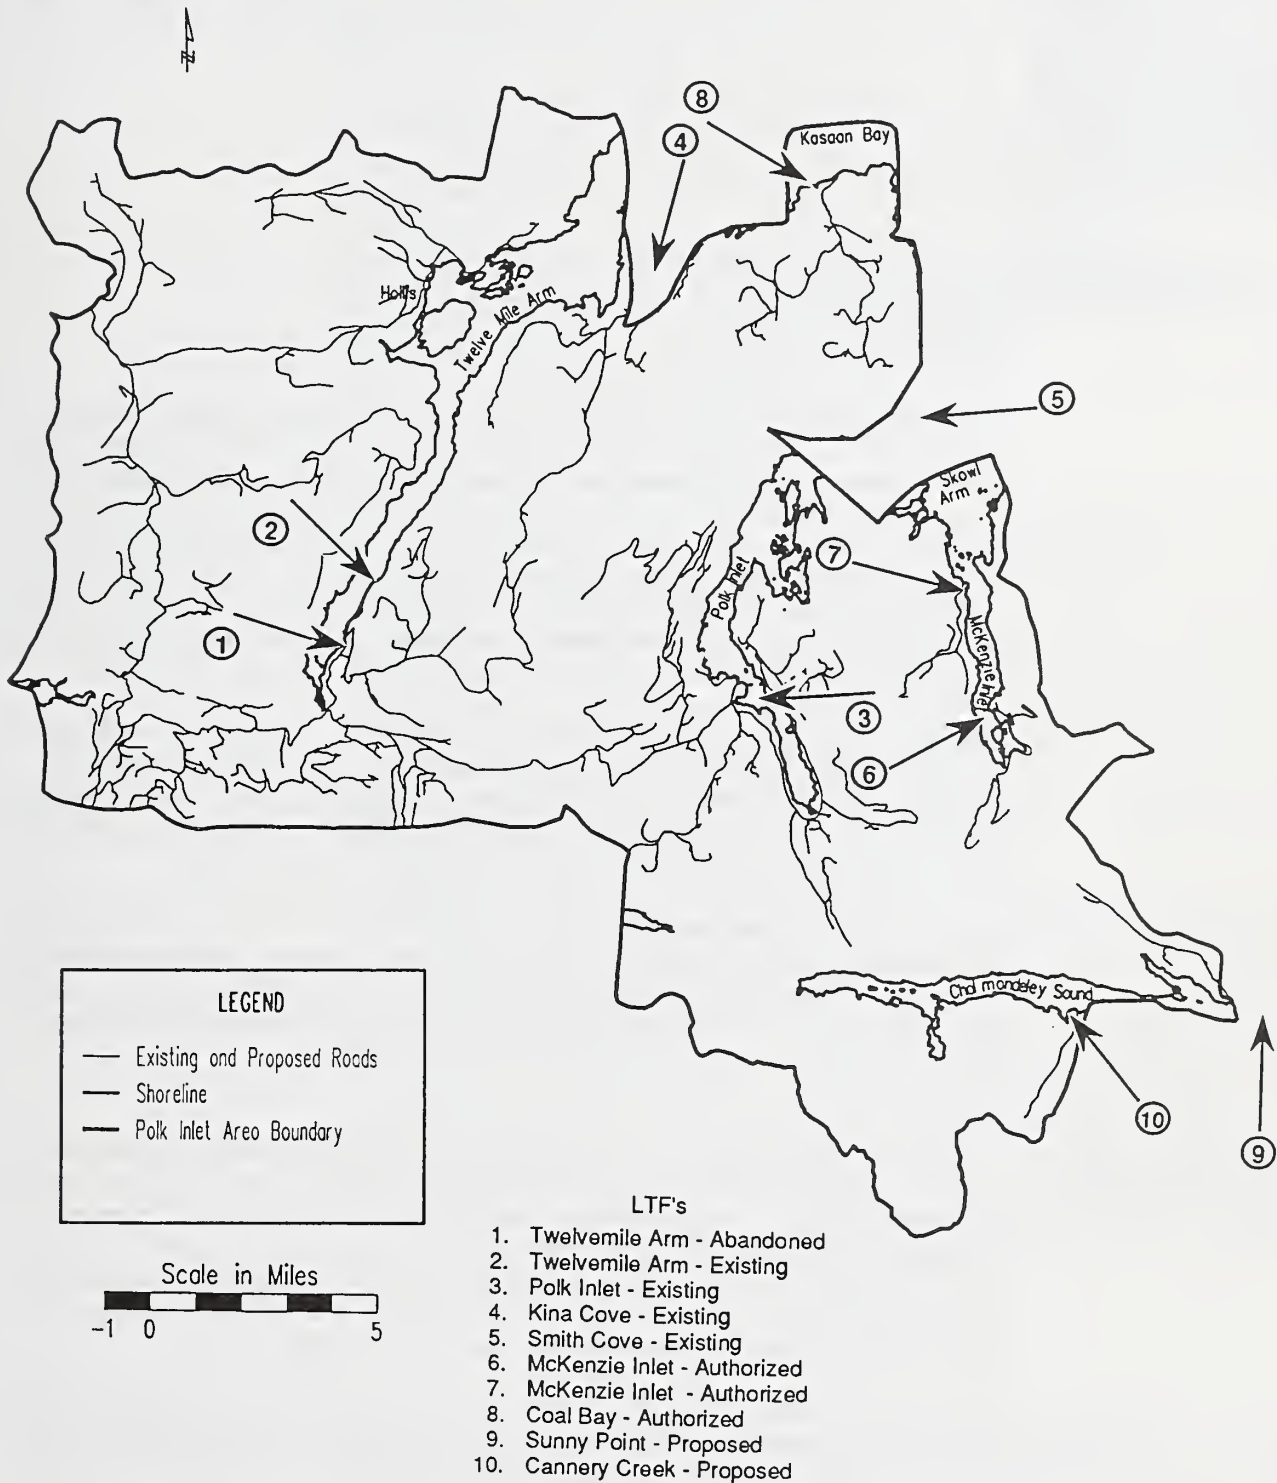 N
8
4
Kasaan Bay
Hollis
Twelve Mile Arm
5
Skowl
Arm
2
7
Polk Inlet
1
McKenzie Inlet
3
6
Cholmondeley Sound
10
9
LEGEND
Existing and Proposed Roads
Shoreline
Polk Inlet Area Boundary
Scale in Miles
-1 0 5
LTF's
1. Twelvemile Arm - Abandoned
2. Twelvemile Arm - Existing
3. Polk Inlet - Existing
4. Kina Cove - Existing
5. Smith Cove - Existing
6. McKenzie Inlet - Authorized
7. McKenzie Inlet - Authorized
8. Coal Bay - Authorized
9. Sunny Point - Proposed
10. Cannery Creek - Proposed